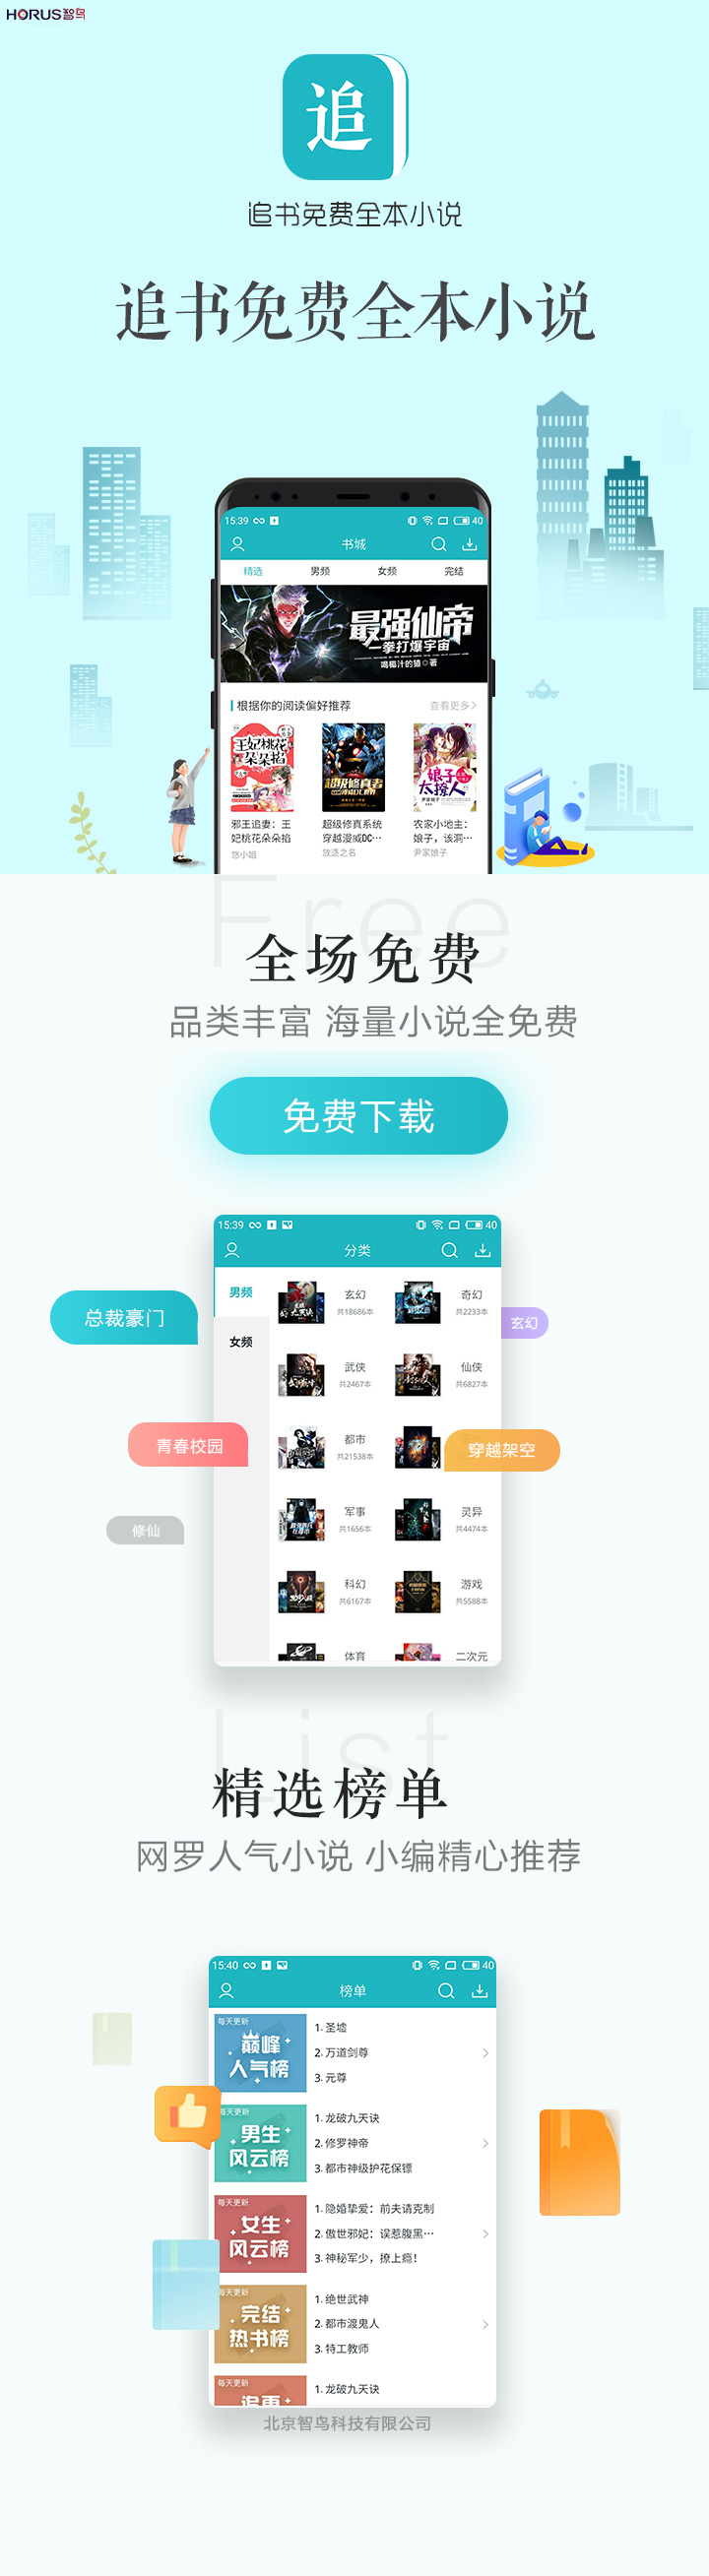 HORUS智鸟
追
追书免费全本小说
追书免费全本小说
15:39
40
书城
精选 男频 女频 完结
最强仙帝
一拳打爆宇宙
喝椰汁的猿◎著
根据你的阅读偏好推荐
查看更多
王妃桃花朵朵掐
超级修真者
娘子太撩人
尹家娘子
邪王追妻：王妃桃花朵朵掐
悠小姐
超级修真系统穿越漫威DC…
放逐之名
农家小地主：娘子，该洞…
尹家娘子
Free
全场免费
品类丰富 海量小说全免费
免费下载
15:39
40
分类
男频
女频
玄幻
共18686本
奇幻
共2233本
武侠
共2467本
仙侠
共6827本
都市
共21538本
军事
共1656本
灵异
共4474本
科幻
共6167本
游戏
共5588本
体育
二次元
总裁豪门
玄幻
青春校园
穿越架空
修仙
List
精选榜单
网罗人气小说 小编精心推荐
15:40
40
榜单
每天更新
巅峰
人气榜
1. 圣墟
2. 万道剑尊
3. 元尊
每天更新
男生
风云榜
1. 龙破九天诀
2. 修罗神帝
3. 都市神级护花保镖
每天更新
女生
风云榜
1. 隐婚挚爱：前夫请克制
2. 傲世邪妃：误惹腹黑…
3. 神秘军少，撩上瘾！
每天更新
完结
热书榜
1. 绝世武神
2. 都市渡鬼人
3. 特工教师
每天更新
追更
1. 龙破九天诀
北京智鸟科技有限公司